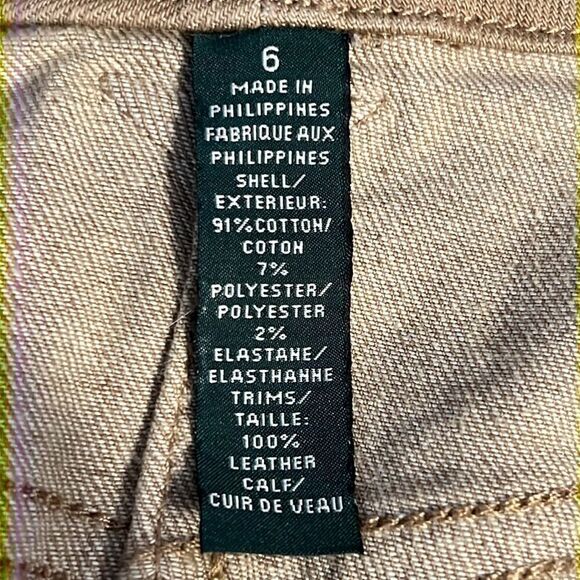 6
MADE IN
PHILIPPINES
FABRIQUE AUX
PHILIPPINES
SHELL/
EXTERIEUR:
91% COTTON/
COTON
7%
POLYESTER/
POLYESTER
2%
ELASTANE/
ELASTHANNE
TRIMS/
TAILLE:
100%
LEATHER
CALF/
CUIR DE VEAU